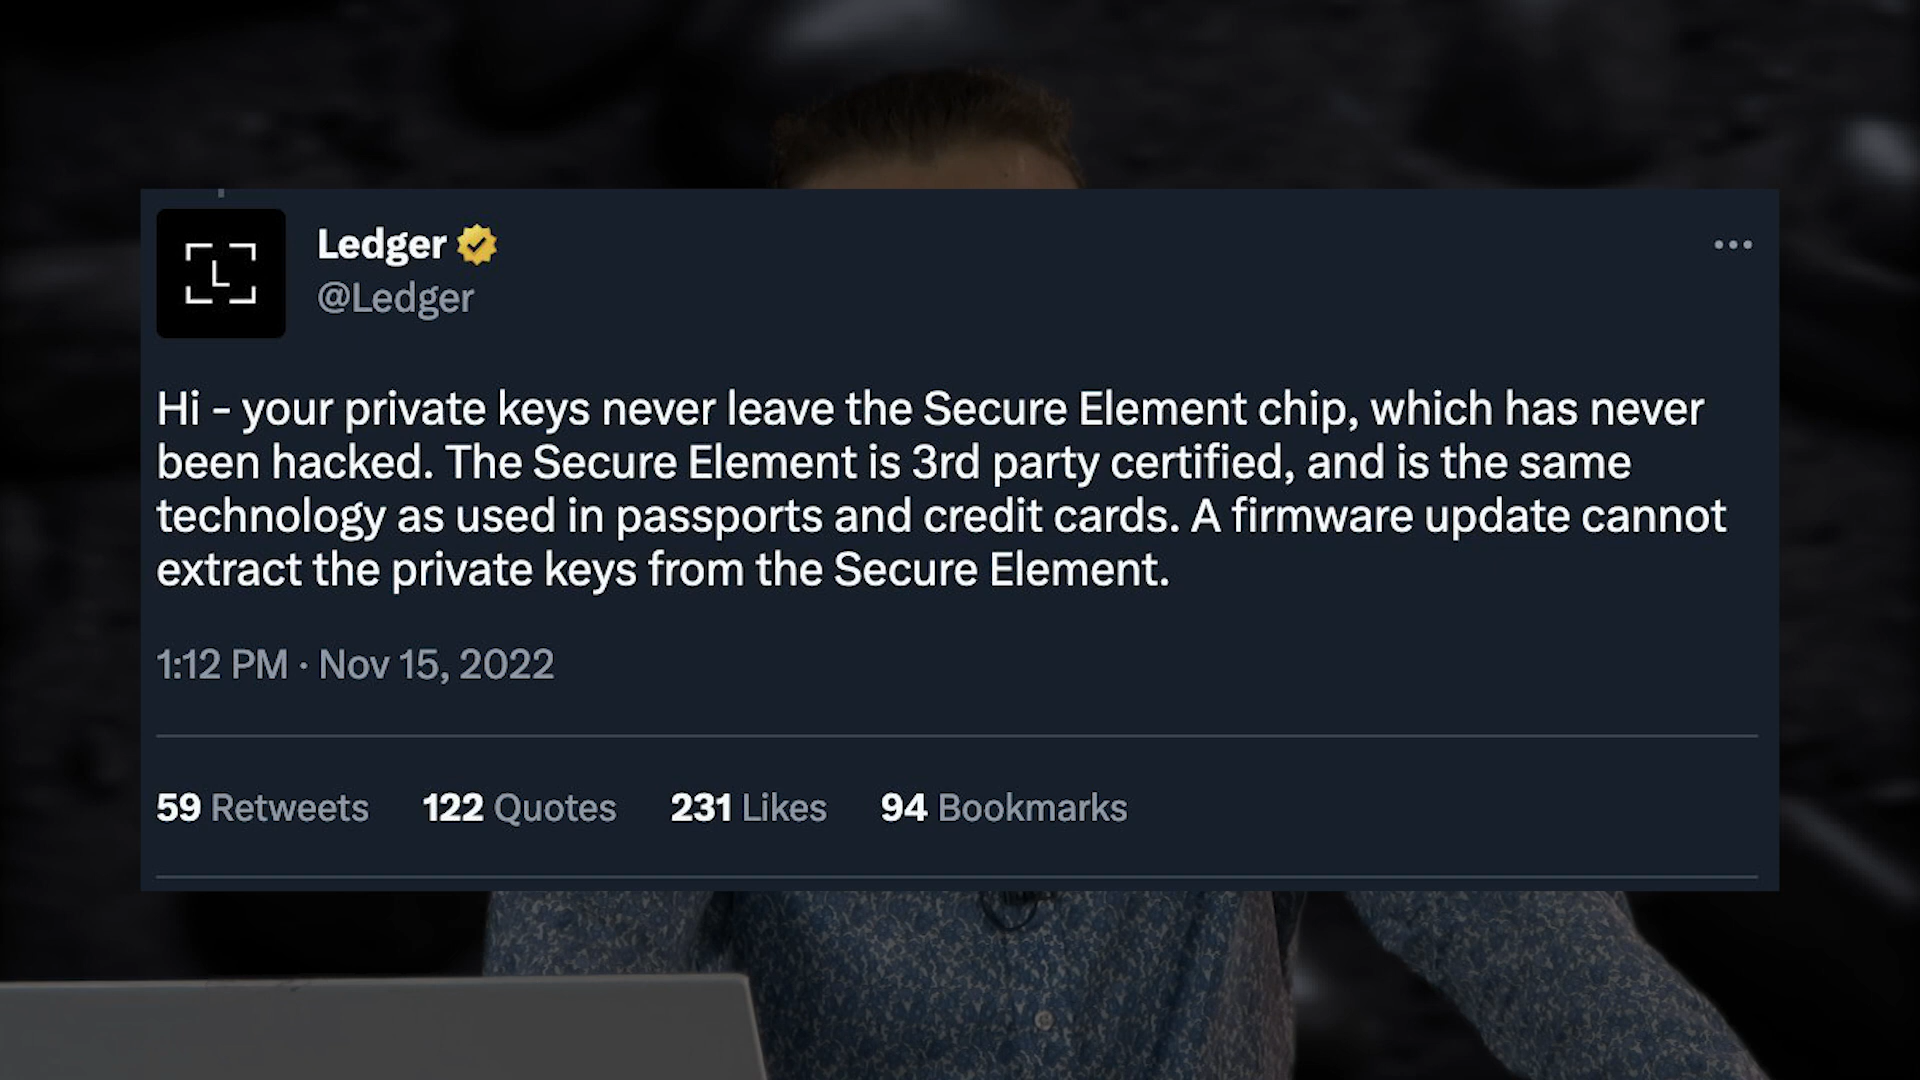 Ledger
@Ledger
Hi – your private keys never leave the Secure Element chip, which has never
been hacked. The Secure Element is 3rd party certified, and is the same
technology as used in passports and credit cards. A firmware update cannot
extract the private keys from the Secure Element.
1:12 PM · Nov 15, 2022
59 Retweets 122 Quotes 231 Likes 94 Bookmarks